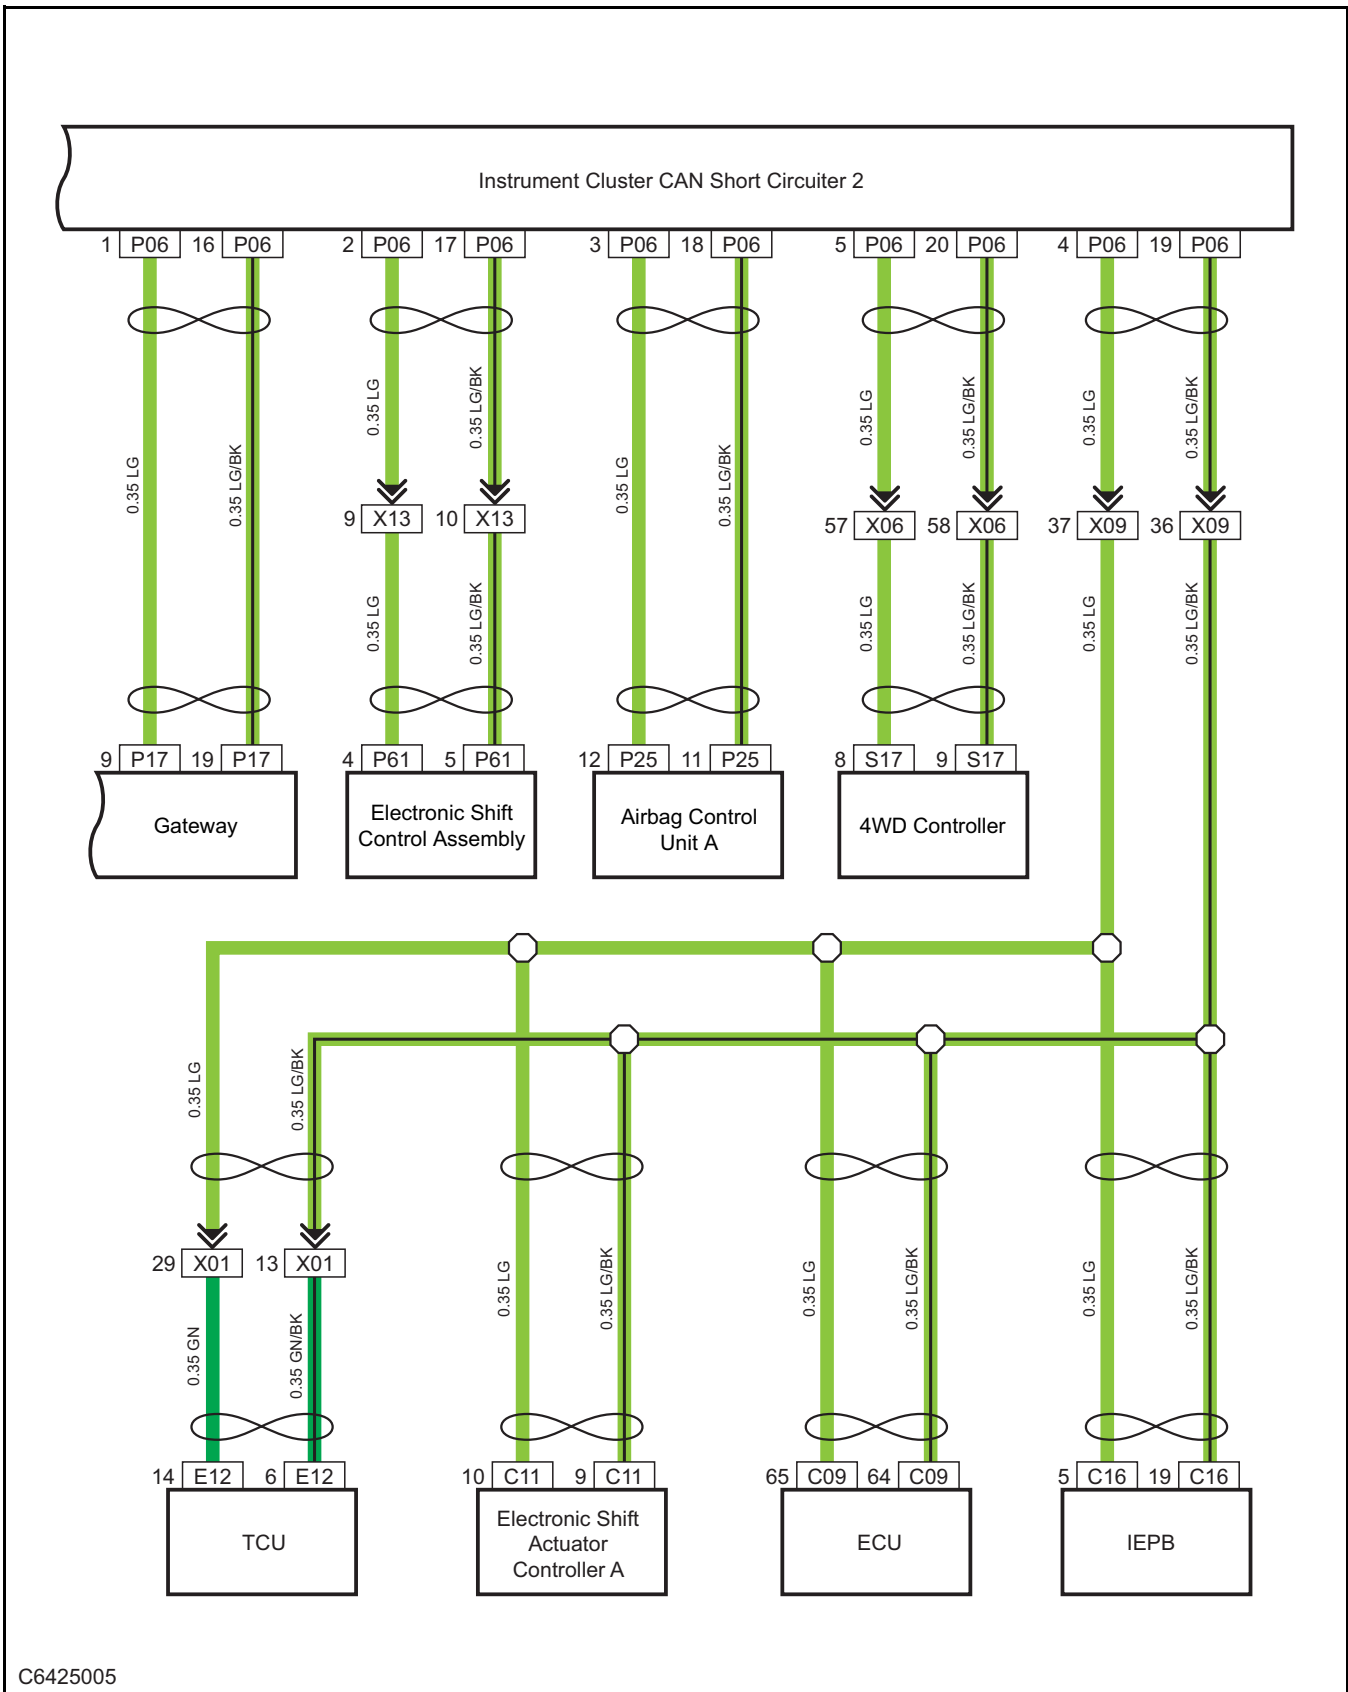 Instrument Cluster CAN Short Circuiter 2
1 P06 16 P06 2 P06 17 P06 3 P06 18 P06 5 P06 20 P06 4 P06 19 P06
0.35 LG
0.35 LG/BK
0.35 LG
0.35 LG/BK
0.35 LG
0.35 LG/BK
0.35 LG
0.35 LG/BK
0.35 LG
0.35 LG/BK
9 X13 10 X13 57 X06 58 X06 37 X09 36 X09
0.35 LG
0.35 LG/BK
0.35 LG
0.35 LG/BK
0.35 LG
0.35 LG/BK
9 P17 19 P17 4 P61 5 P61 12 P25 11 P25 8 S17 9 S17
Gateway
Electronic Shift
Control Assembly
Airbag Control
Unit A
4WD Controller
0.35 LG
0.35 LG/BK
29 X01 13 X01
0.35 GN
0.35 GN/BK
0.35 LG
0.35 LG/BK
0.35 LG
0.35 LG/BK
0.35 LG
0.35 LG/BK
14 E12 6 E12 10 C11 9 C11 65 C09 64 C09 5 C16 19 C16
TCU
Electronic Shift
Actuator
Controller A
ECU
IEPB
C6425005